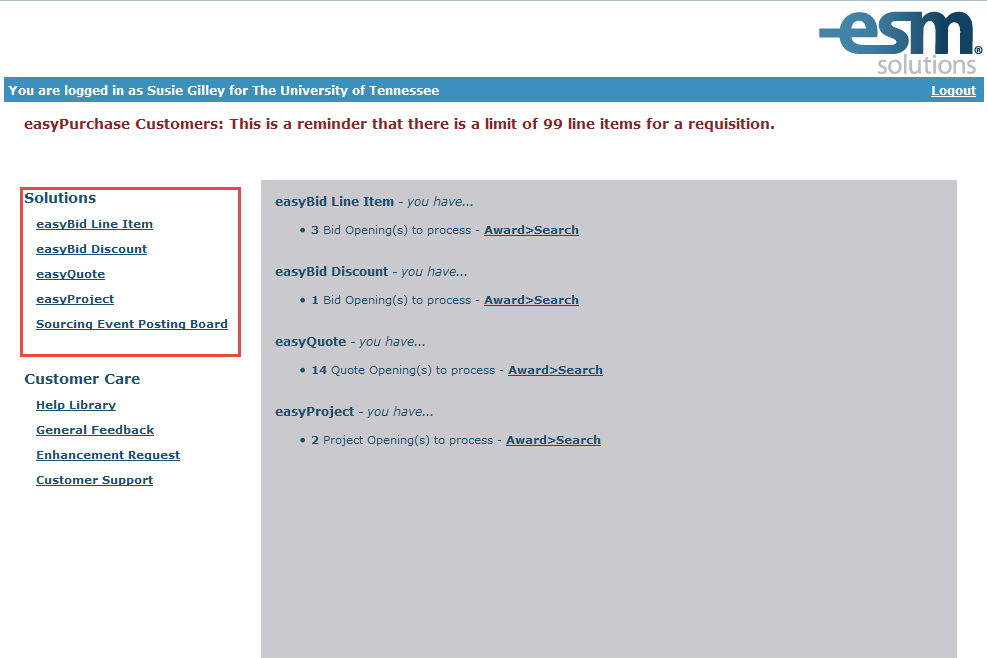 esm®
solutions
You are logged in as Susie Gilley for The University of Tennessee
Logout
easyPurchase Customers: This is a reminder that there is a limit of 99 line items for a requisition.
Solutions
easyBid Line Item
easyBid Discount
easyQuote
easyProject
Sourcing Event Posting Board
Customer Care
Help Library
General Feedback
Enhancement Request
Customer Support
easyBid Line Item - you have...
• 3 Bid Opening(s) to process - Award>Search
easyBid Discount - you have...
• 1 Bid Opening(s) to process - Award>Search
easyQuote - you have...
• 14 Quote Opening(s) to process - Award>Search
easyProject - you have...
• 2 Project Opening(s) to process - Award>Search